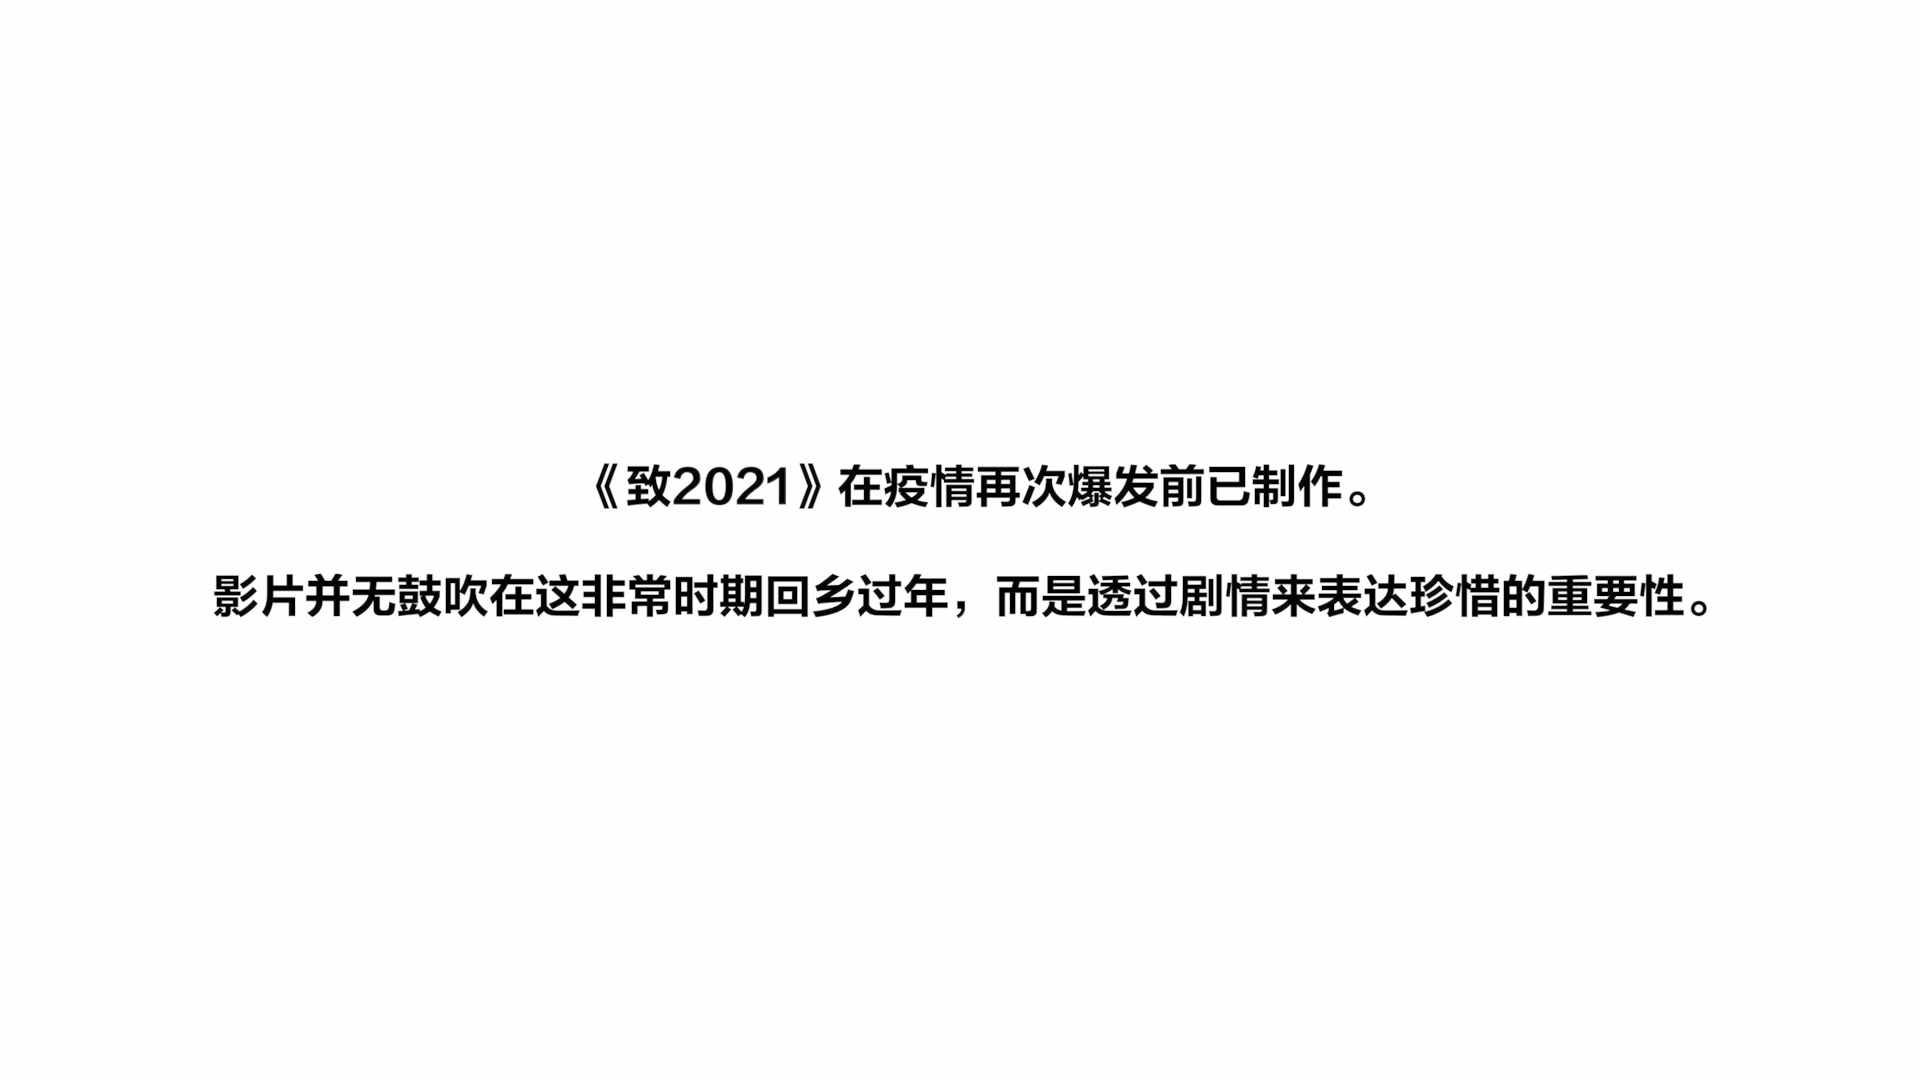 《致2021》在疫情再次爆发前已制作。
影片并无鼓吹在这非常时期回乡过年，而是透过剧情来表达珍惜的重要性。